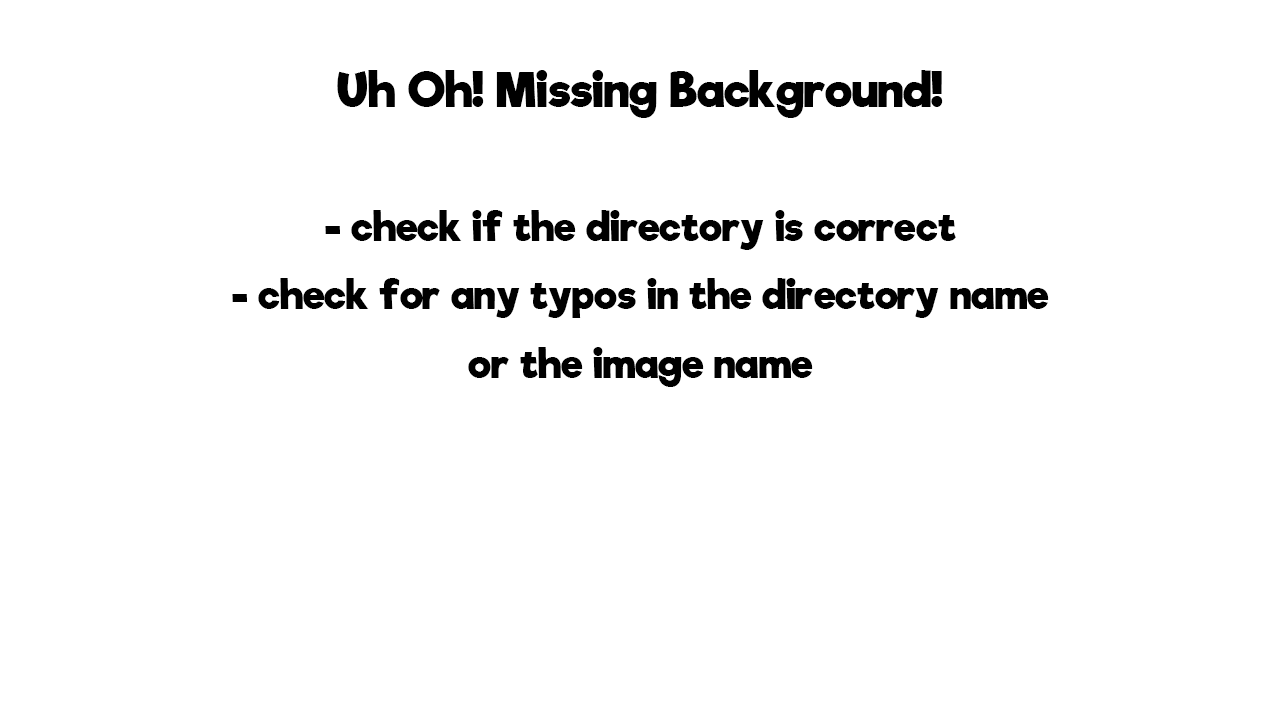 Uh Oh! Missing Background!
- check if the directory is correct
- check for any typos in the directory name
or the image name